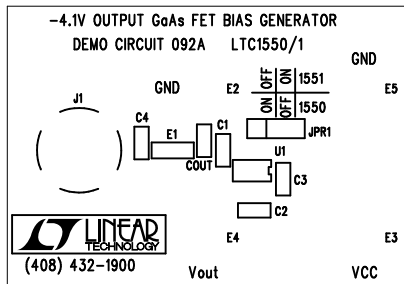 -4.1V OUTPUT GaAs FET BIAS GENERATOR
DEMO CIRCUIT 092A LTC1550/1
GND
GND
E2
OFF ON 1551
ON OFF 1550
E5
J1
C4
E1
C1
JPR1
COUT
U1
C3
C2
LINEAR
TECHNOLOGY
(408) 432-1900
E4
E3
Vout
VCC